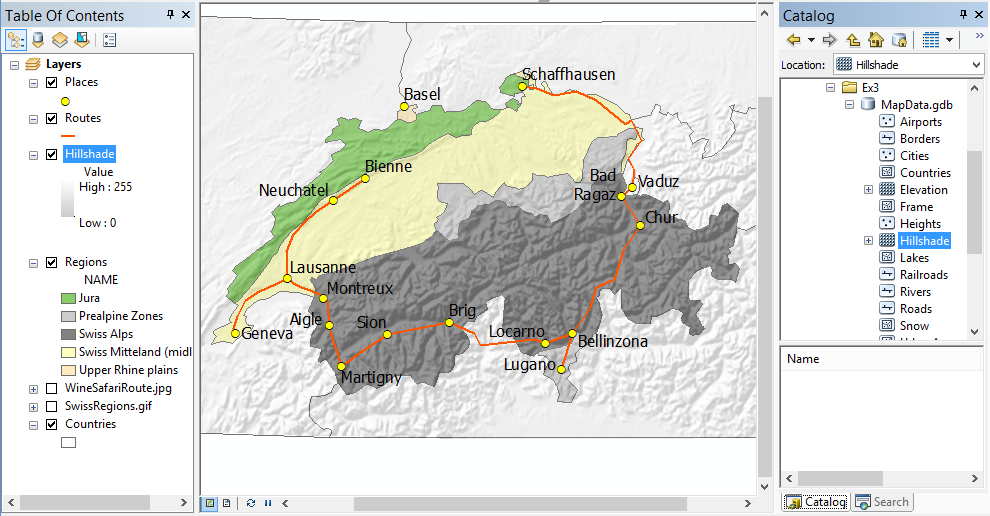 Table Of Contents
Layers
Places
Routes
Hillshade
Value
High : 255
Low : 0
Regions
NAME
Jura
Prealpine Zones
Swiss Alps
Swiss Mitteland (midl
Upper Rhine plains
WineSafariRoute.jpg
SwissRegions.gif
Countries
Schaffhausen
Basel
Bienne
Neuchatel
Bad
Ragaz
Vaduz
Chur
Lausanne
Montreux
Aigle
Sion
Brig
Locarno
Geneva
Bellinzona
Lugano
Martigny
Catalog
Location:
Hillshade
Ex3
MapData.gdb
Airports
Borders
Cities
Countries
Elevation
Frame
Heights
Hillshade
Lakes
Railroads
Rivers
Roads
Snow
Name
Catalog
Search